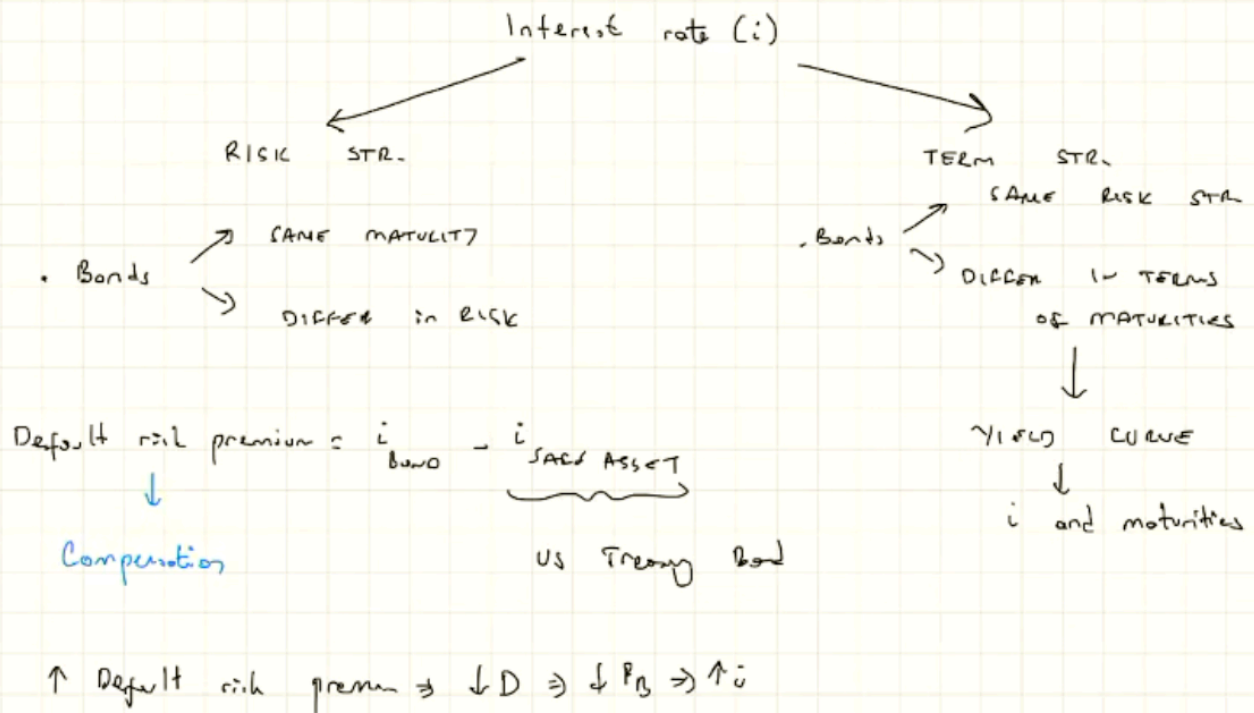 Interest rate (i)
RISK STR.
TERM STR.
SAME RISK STR
SAME MATURITY
. Bonds
. Bonds
DIFFER IN TERMS
DIFFER in RISK
OF MATURITIES
Default risk premium = i BOND - i SAFE ASSET
YIELD CURVE
↓
↓
i and maturities
Compensation
US Treasury Bond
↑ Default risk premium ⇒ ↓ D ⇒ ↓ PB ⇒ ↑ i